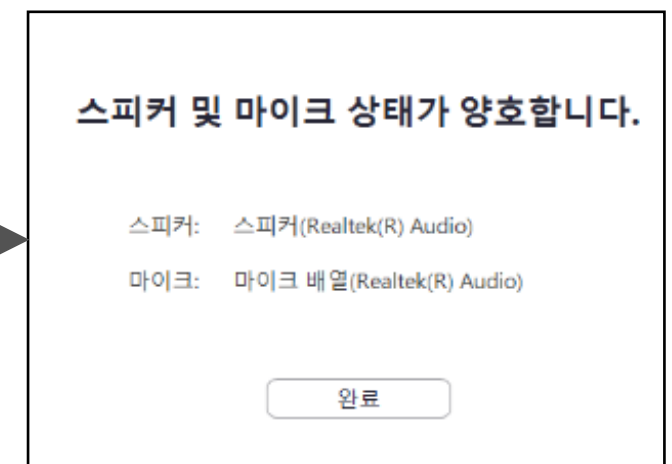 스피커 및 마이크 상태가 양호합니다.
스피커: 스피커(Realtek(R) Audio)
마이크: 마이크 배열(Realtek(R) Audio)
완료